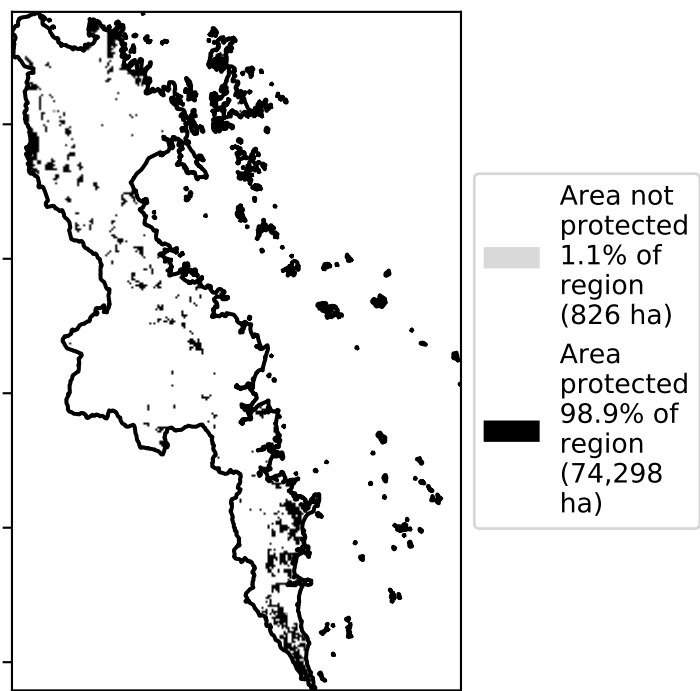 Area not
protected
1.1% of
region
(826 ha)
Area
protected
98.9% of
region
(74,298
ha)